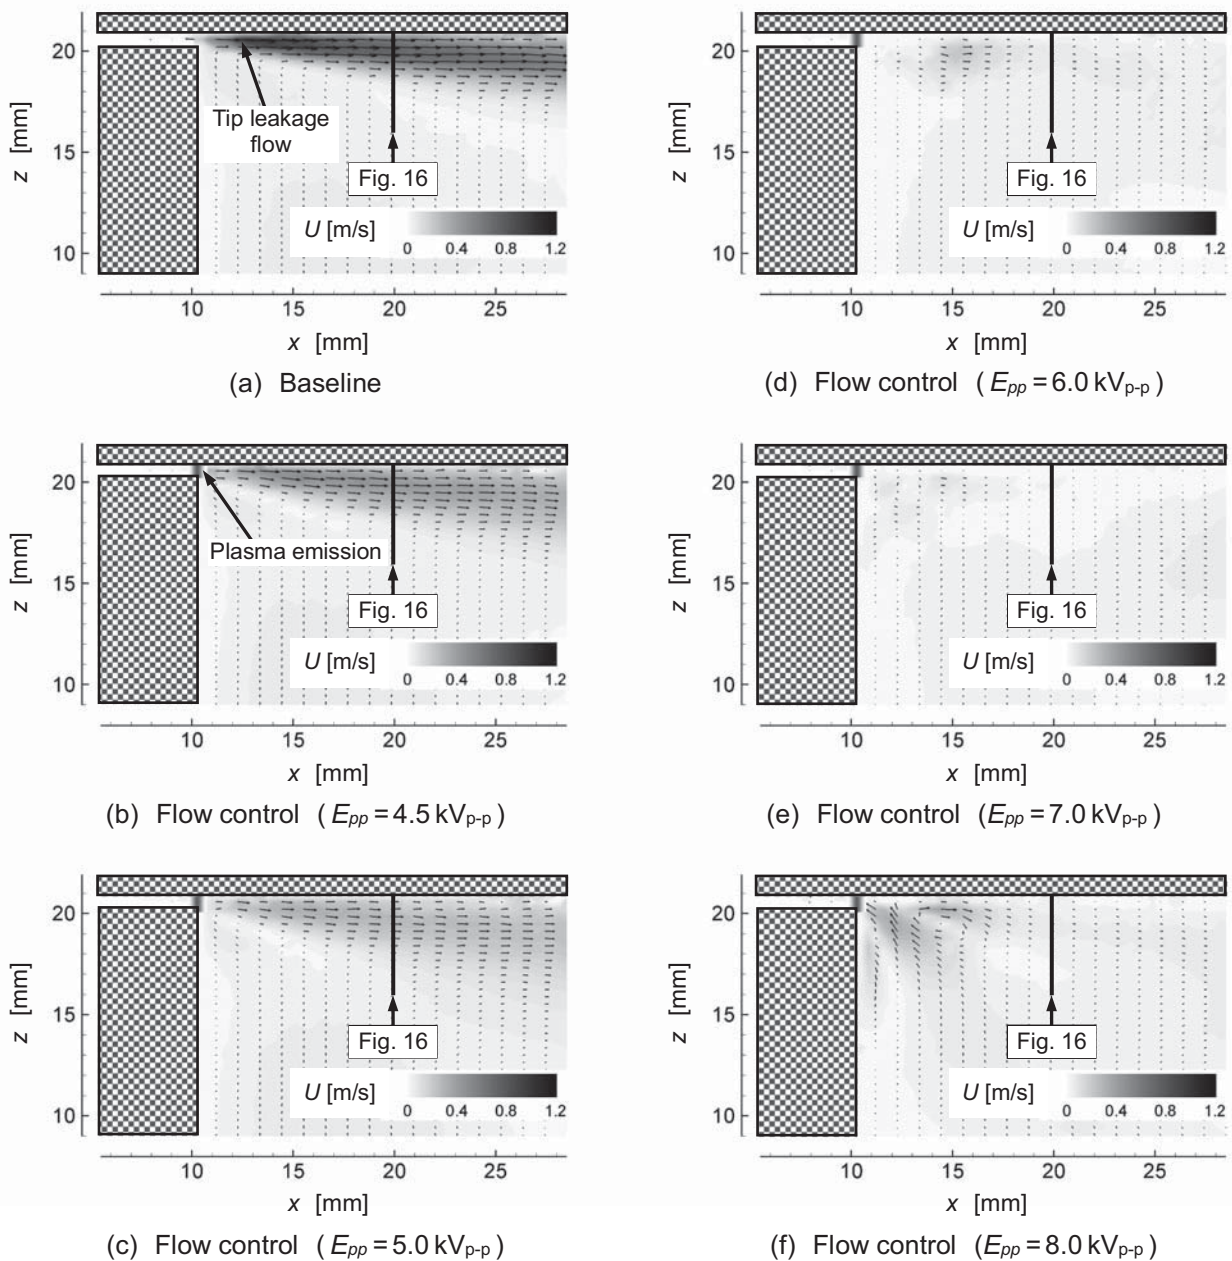 20
15
10
z [mm]
Tip leakage
flow
Fig. 16
U [m/s]
0 0.4 0.8 1.2
10 15 20 25
x [mm]
(a) Baseline
20
15
10
z [mm]
Fig. 16
U [m/s]
0 0.4 0.8 1.2
10 15 20 25
x [mm]
(d) Flow control ( Epp = 6.0 kVp-p )
20
15
10
z [mm]
Plasma emission
Fig. 16
U [m/s]
0 0.4 0.8 1.2
10 15 20 25
x [mm]
(b) Flow control ( Epp = 4.5 kVp-p )
20
15
10
z [mm]
Fig. 16
U [m/s]
0 0.4 0.8 1.2
10 15 20 25
x [mm]
(e) Flow control (Epp = 7.0 kVp-p )
20
15
10
z [mm]
Fig. 16
U [m/s]
0 0.4 0.8 1.2
10 15 20 25
x [mm]
(c) Flow control ( Epp = 5.0 kVp-p )
20
15
10
z [mm]
Fig. 16
U [m/s]
0 0.4 0.8 1.2
10 15 20 25
x [mm]
(f) Flow control (Epp = 8.0 kVp-p )